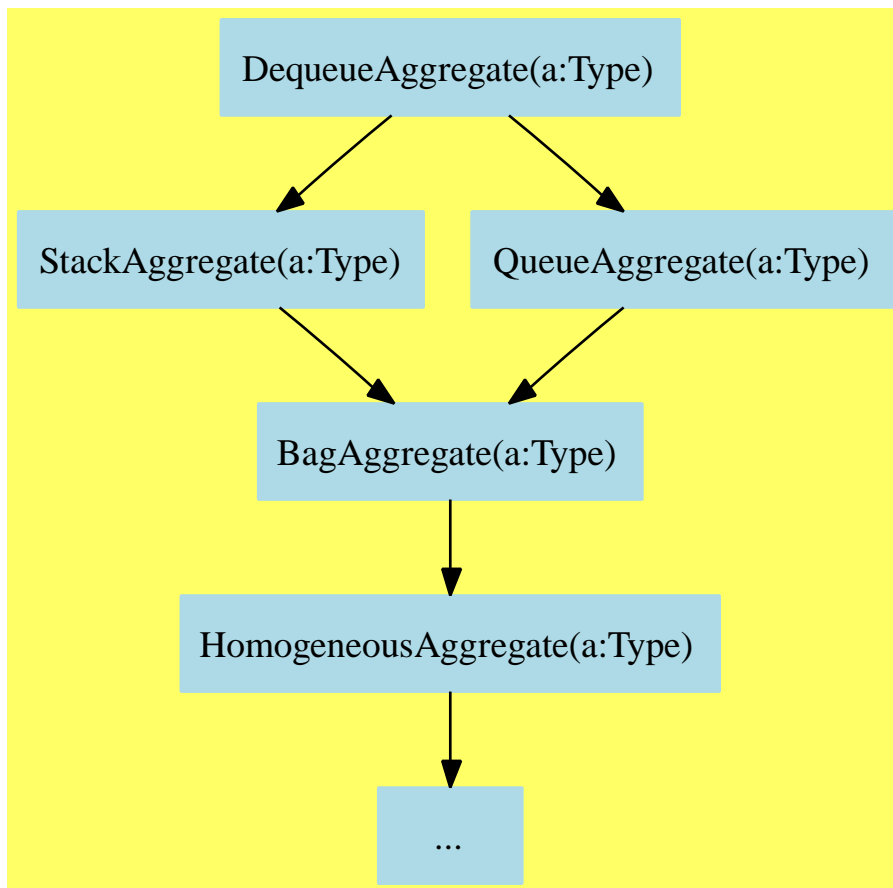 DequeueAggregate(a:Type)
StackAggregate(a:Type)
QueueAggregate(a:Type)
BagAggregate(a:Type)
HomogeneousAggregate(a:Type)
...